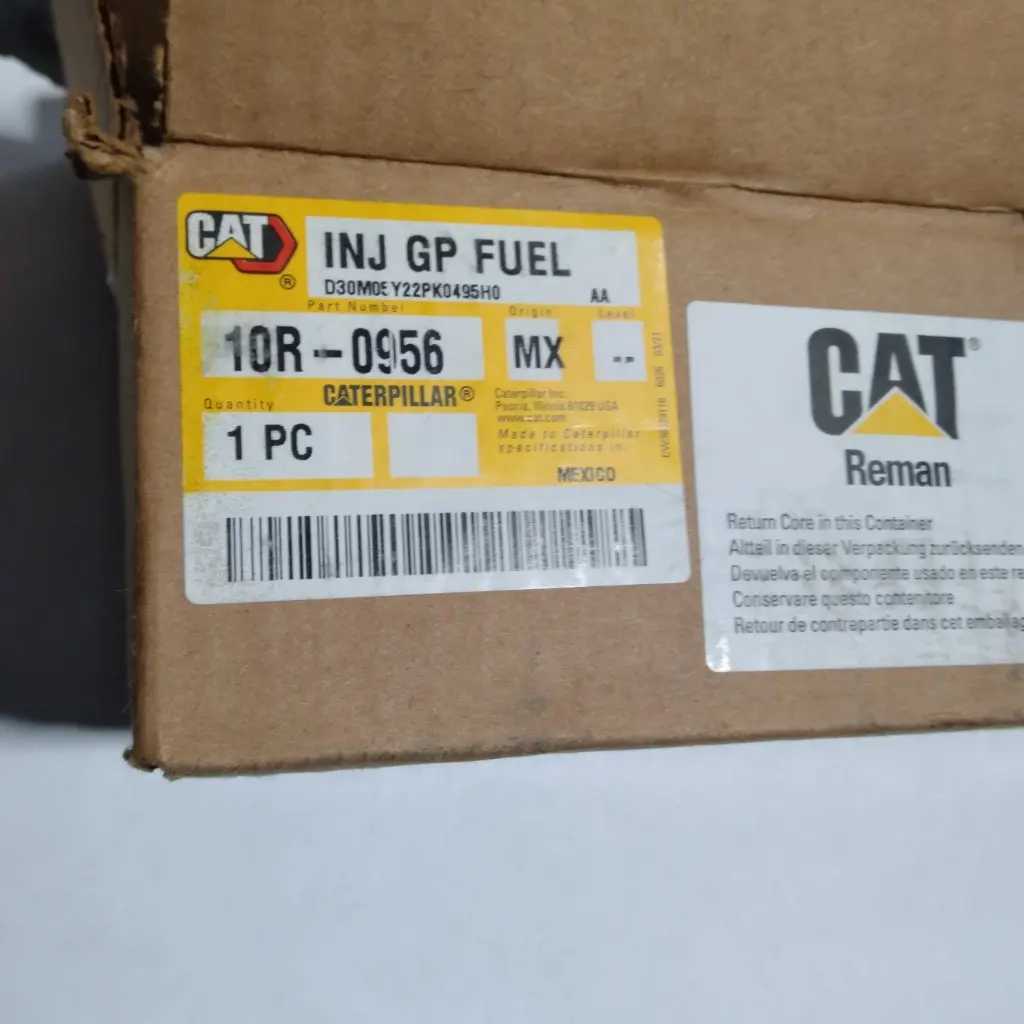 CAT®
INJ GP FUEL
D30M05Y22PK0495H0 AA
Part Number Origin Level
10R-0956 MX --
CATERPILLAR®
Quantity
1 PC
Caterpillar Inc.
Peoria, Illinois 61629 USA
www.cat.com
Made to Caterpillar
specifications in:
MEXICO
CAT®
Reman
Return Core in this Container
Altteil in dieser Verpackung zurücksenden
Devuelva el componente usado en este re
Conservare questo contenitore
Retour de contrepartie dans cet emballag